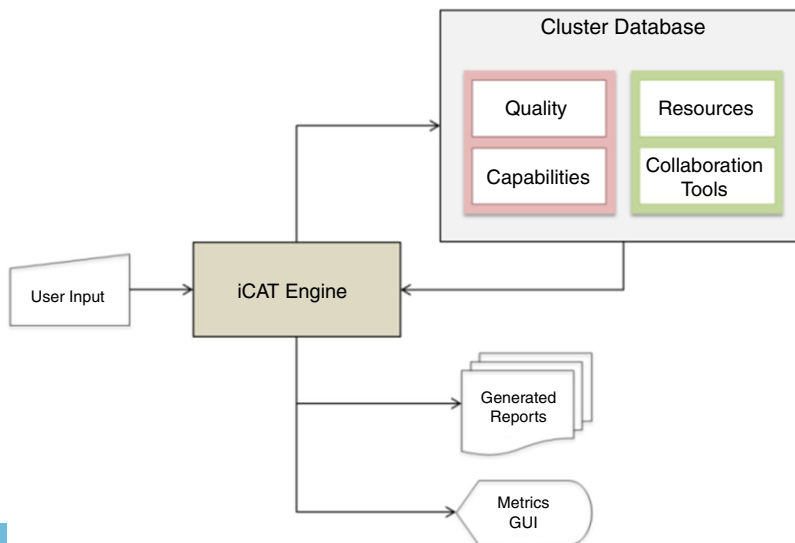 Cluster Database
Quality
Resources
Capabilities
Collaboration
Tools
iCAT Engine
User Input
Generated
Reports
Metrics
GUI